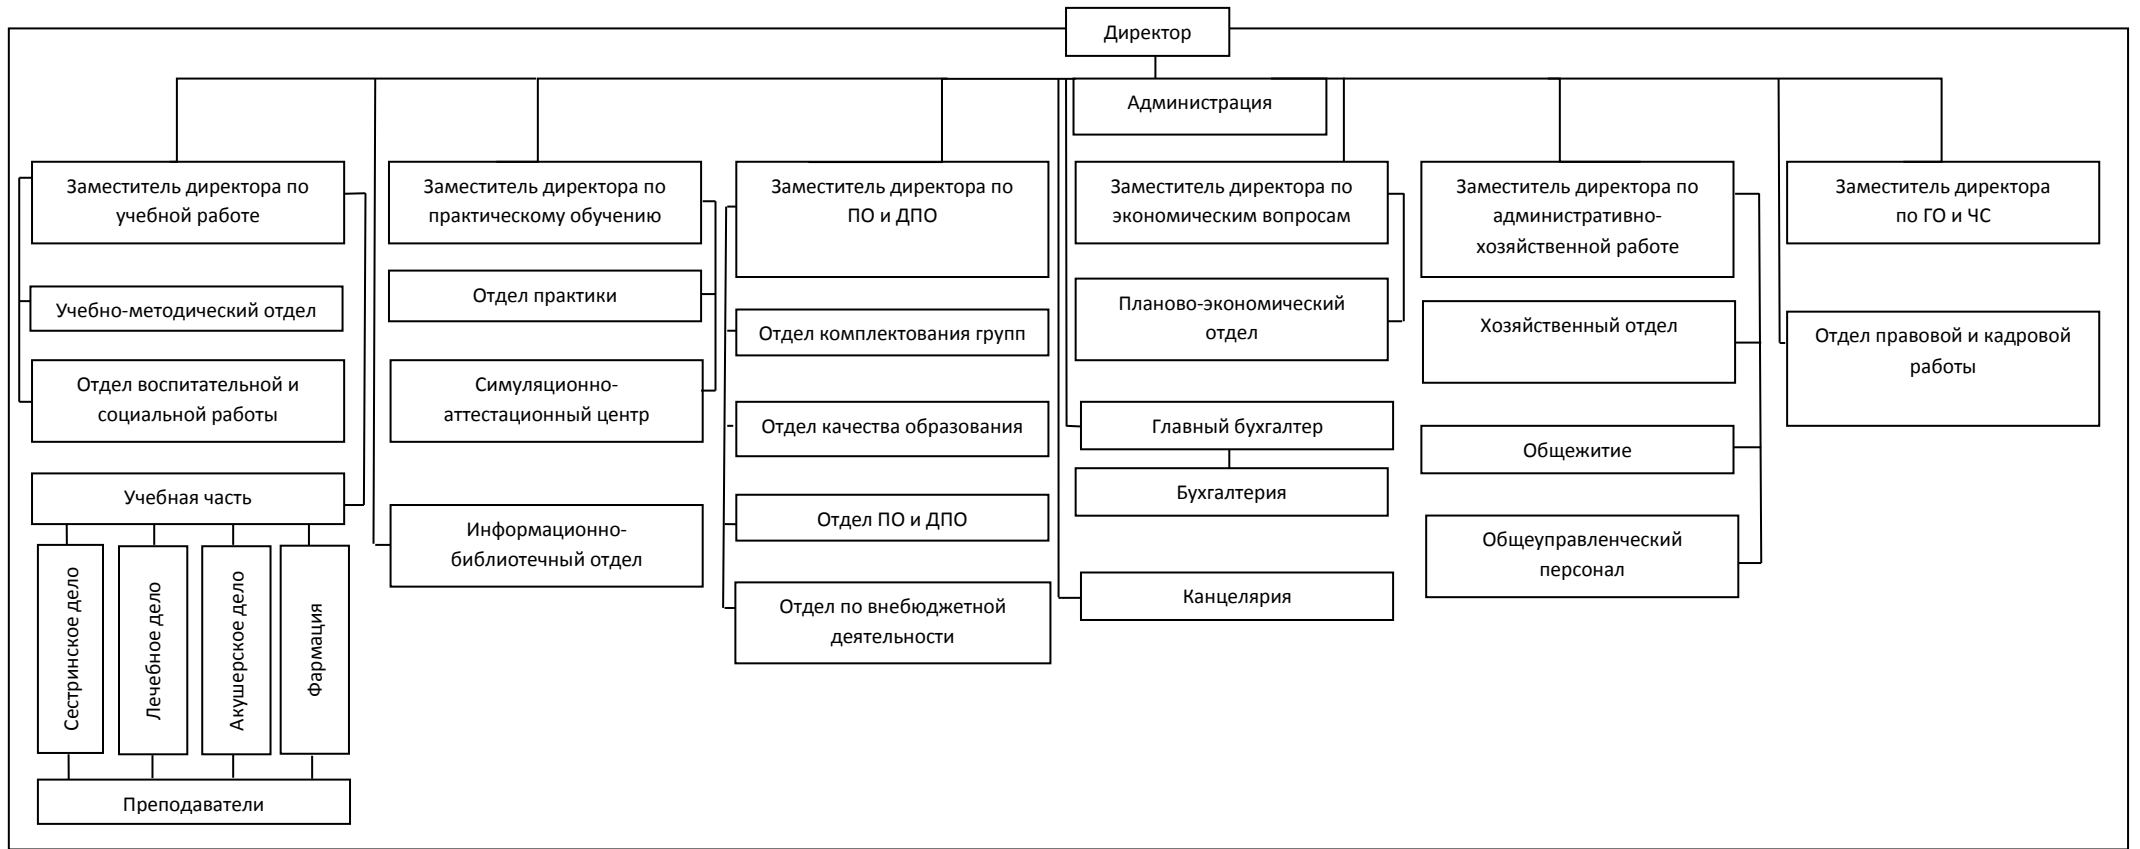 Директор
Администрация
Заместитель директора по
учебной работе
Заместитель директора по
практическому обучению
Заместитель директора по
ПО и ДПО
Заместитель директора по
экономическим вопросам
Заместитель директора по
административно-
хозяйственной работе
Заместитель директора
по ГО и ЧС
Учебно-методический отдел
Отдел воспитательной и
социальной работы
Учебная часть
Сестринское дело
Лечебное дело
Акушерское дело
Фармация
Преподаватели
Отдел практики
Симуляционно-
аттестационный центр
Информационно-
библиотечный отдел
Отдел комплектования групп
Отдел качества образования
Отдел ПО и ДПО
Отдел по внебюджетной
деятельности
Планово-экономический
отдел
Главный бухгалтер
Бухгалтерия
Канцелярия
Хозяйственный отдел
Общежитие
Общеуправленческий
персонал
Отдел правовой и кадровой
работы